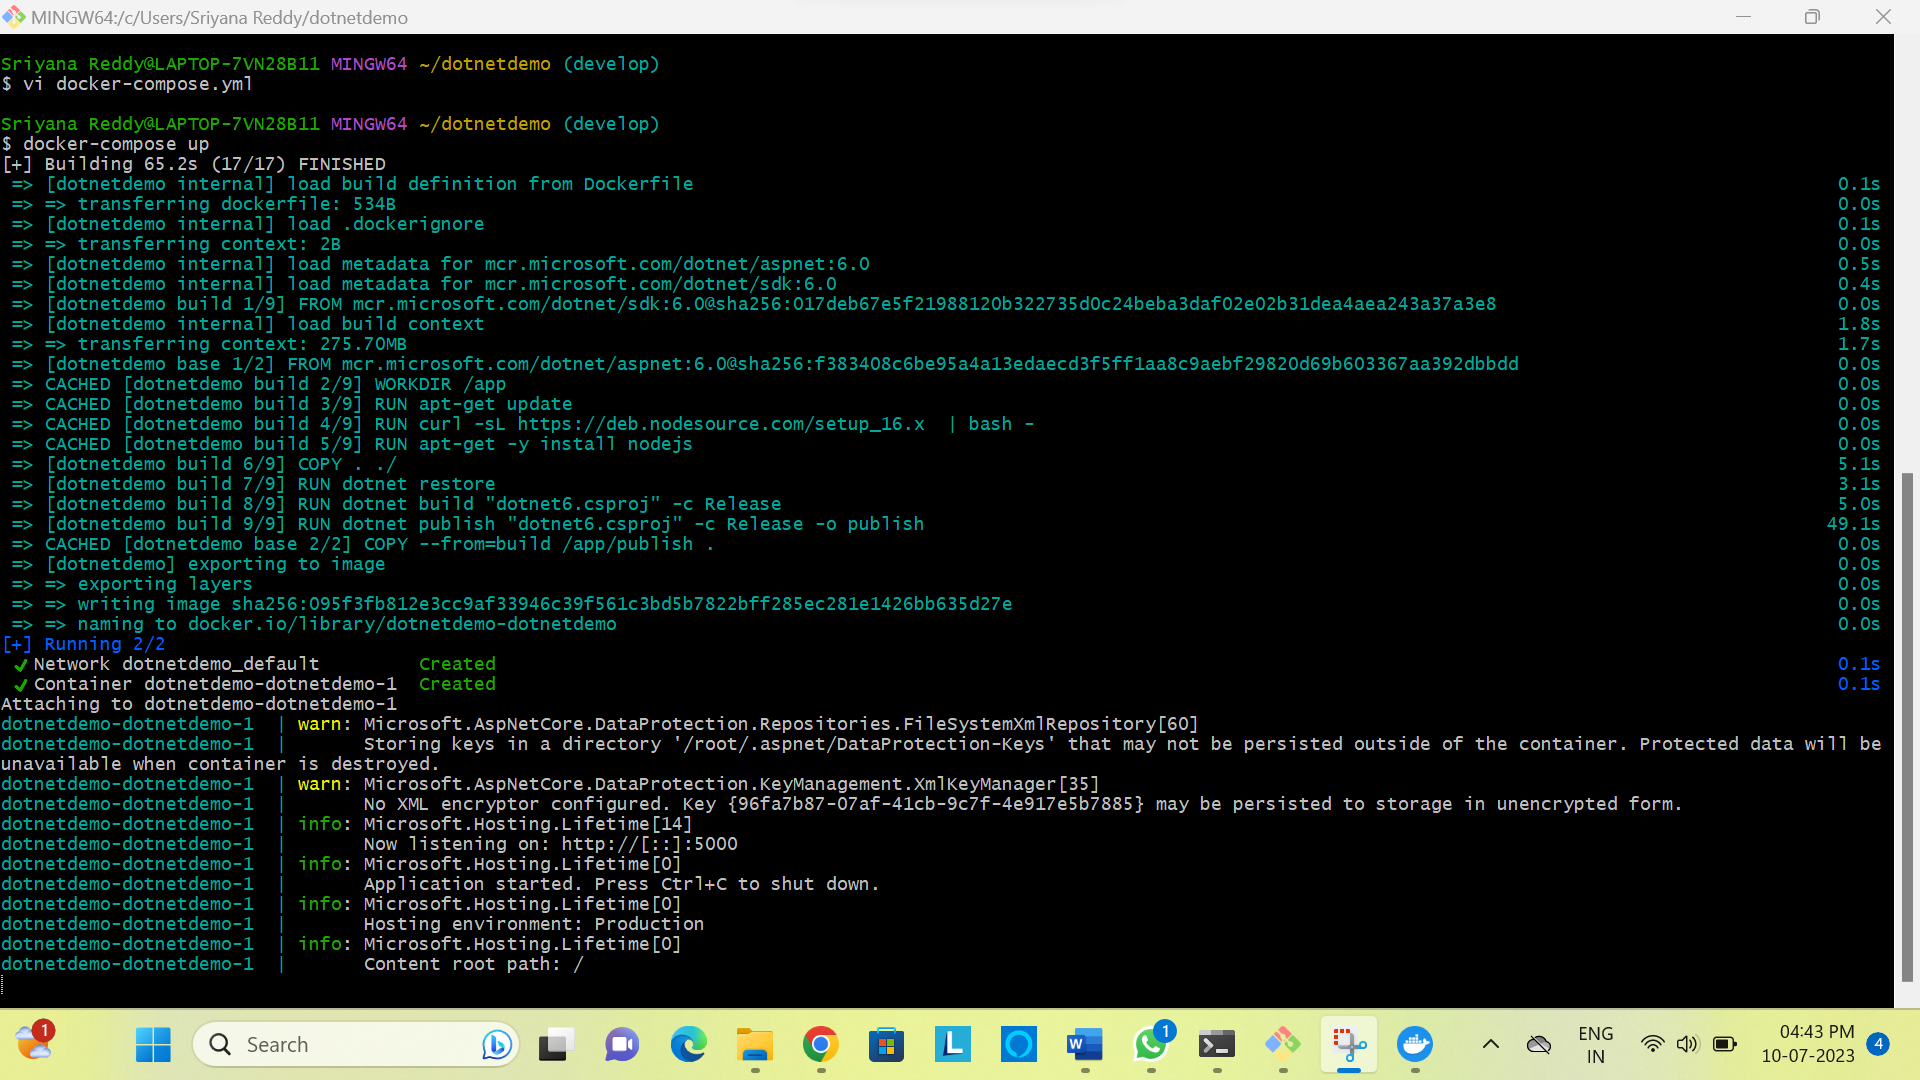 MINGW64:/c/Users/Sriyana Reddy/dotnetdemo
Sriyana Reddy@LAPTOP-7VN28B11 MINGW64 ~/dotnetdemo (develop)
$ vi docker-compose.yml
Sriyana Reddy@LAPTOP-7VN28B11 MINGW64 ~/dotnetdemo (develop)
$ docker-compose up
[+] Building 65.2s (17/17) FINISHED
=> [dotnetdemo internal] load build definition from Dockerfile 0.1s
=> => transferring dockerfile: 534B 0.0s
=> [dotnetdemo internal] load .dockerignore 0.1s
=> => transferring context: 2B 0.0s
=> [dotnetdemo internal] load metadata for mcr.microsoft.com/dotnet/aspnet:6.0 0.5s
=> [dotnetdemo internal] load metadata for mcr.microsoft.com/dotnet/sdk:6.0 0.4s
=> [dotnetdemo build 1/9] FROM mcr.microsoft.com/dotnet/sdk:6.0@sha256:017deb67e5f21988120b322735d0c24beba3daf02e02b31dea4aea243a37a3e8 0.0s
=> [dotnetdemo internal] load build context 1.8s
=> => transferring context: 275.70MB 1.7s
=> [dotnetdemo base 1/2] FROM mcr.microsoft.com/dotnet/aspnet:6.0@sha256:f383408c6be95a4a13edaecd3f5ff1aa8c9aebf29820d69b603367aa392dbbdd 0.0s
=> CACHED [dotnetdemo build 2/9] WORKDIR /app 0.0s
=> CACHED [dotnetdemo build 3/9] RUN apt-get update 0.0s
=> CACHED [dotnetdemo build 4/9] RUN curl -sL https://deb.nodesource.com/setup_16.x | bash - 0.0s
=> CACHED [dotnetdemo build 5/9] RUN apt-get -y install nodejs 0.0s
=> [dotnetdemo build 6/9] COPY . ./ 5.1s
=> [dotnetdemo build 7/9] RUN dotnet restore 3.1s
=> [dotnetdemo build 8/9] RUN dotnet build "dotnet6.csproj" -c Release 5.0s
=> [dotnetdemo build 9/9] RUN dotnet publish "dotnet6.csproj" -c Release -o publish 49.1s
=> CACHED [dotnetdemo base 2/2] COPY --from=build /app/publish . 0.0s
=> [dotnetdemo] exporting to image 0.0s
=> => exporting layers 0.0s
=> => writing image sha256:095f3fb812e3cc9af33946c39f561c3bd5b7822bff285ec281e1426bb635d27e 0.0s
=> => naming to docker.io/library/dotnetdemo-dotnetdemo 0.0s
[+] Running 2/2
✔ Network dotnetdemo_default Created 0.1s
✔ Container dotnetdemo-dotnetdemo-1 Created 0.1s
Attaching to dotnetdemo-dotnetdemo-1
dotnetdemo-dotnetdemo-1 | warn: Microsoft.AspNetCore.DataProtection.Repositories.FileSystemXmlRepository[60]
dotnetdemo-dotnetdemo-1 | Storing keys in a directory '/root/.aspnet/DataProtection-Keys' that may not be persisted outside of the container. Protected data will be
unavailable when container is destroyed.
dotnetdemo-dotnetdemo-1 | warn: Microsoft.AspNetCore.DataProtection.KeyManagement.XmlKeyManager[35]
dotnetdemo-dotnetdemo-1 | No XML encryptor configured. Key {96fa7b87-07af-41cb-9c7f-4e917e5b7885} may be persisted to storage in unencrypted form.
dotnetdemo-dotnetdemo-1 | info: Microsoft.Hosting.Lifetime[14]
dotnetdemo-dotnetdemo-1 | Now listening on: http://[::]:5000
dotnetdemo-dotnetdemo-1 | info: Microsoft.Hosting.Lifetime[0]
dotnetdemo-dotnetdemo-1 | Application started. Press Ctrl+C to shut down.
dotnetdemo-dotnetdemo-1 | info: Microsoft.Hosting.Lifetime[0]
dotnetdemo-dotnetdemo-1 | Hosting environment: Production
dotnetdemo-dotnetdemo-1 | info: Microsoft.Hosting.Lifetime[0]
dotnetdemo-dotnetdemo-1 | Content root path: /
1
Search
L
W
1
ENG
IN
04:43 PM
10-07-2023
4